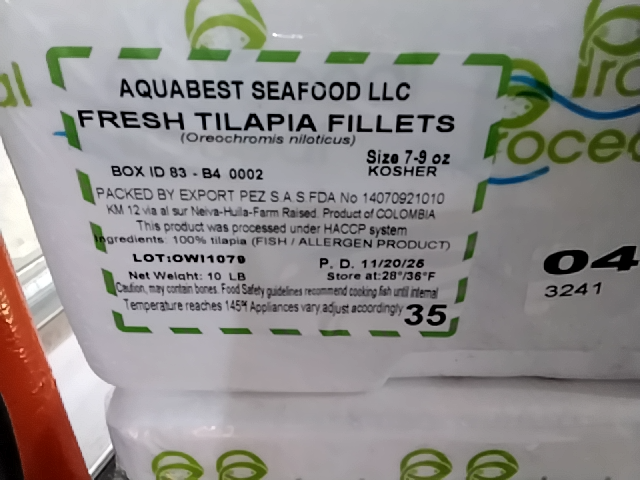 AQUABEST SEAFOOD LLC
FRESH TILAPIA FILLETS
(Oreochromis niloticus)
Size 7-9 oz
BOX ID 83 - B4 0002
KOSHER
PACKED BY EXPORT PEZ S.A.S FDA No 14070921010
KM 12 via al sur Neiva-Huila-Farm Raised. Product of COLOMBIA
This product was processed under HACCP system
Ingredients: 100% tilapia (FISH / ALLERGEN PRODUCT)
LOT:OWI1079
P. D. 11/20/25
Net Weight: 10 LB
Store at:28°/36°F
Caution, may contain bones. Food Safety guidelines recommend cooking fish until internal
Temperature reaches 145°f Appliances vary, adjust acoordingly
35
04
3241